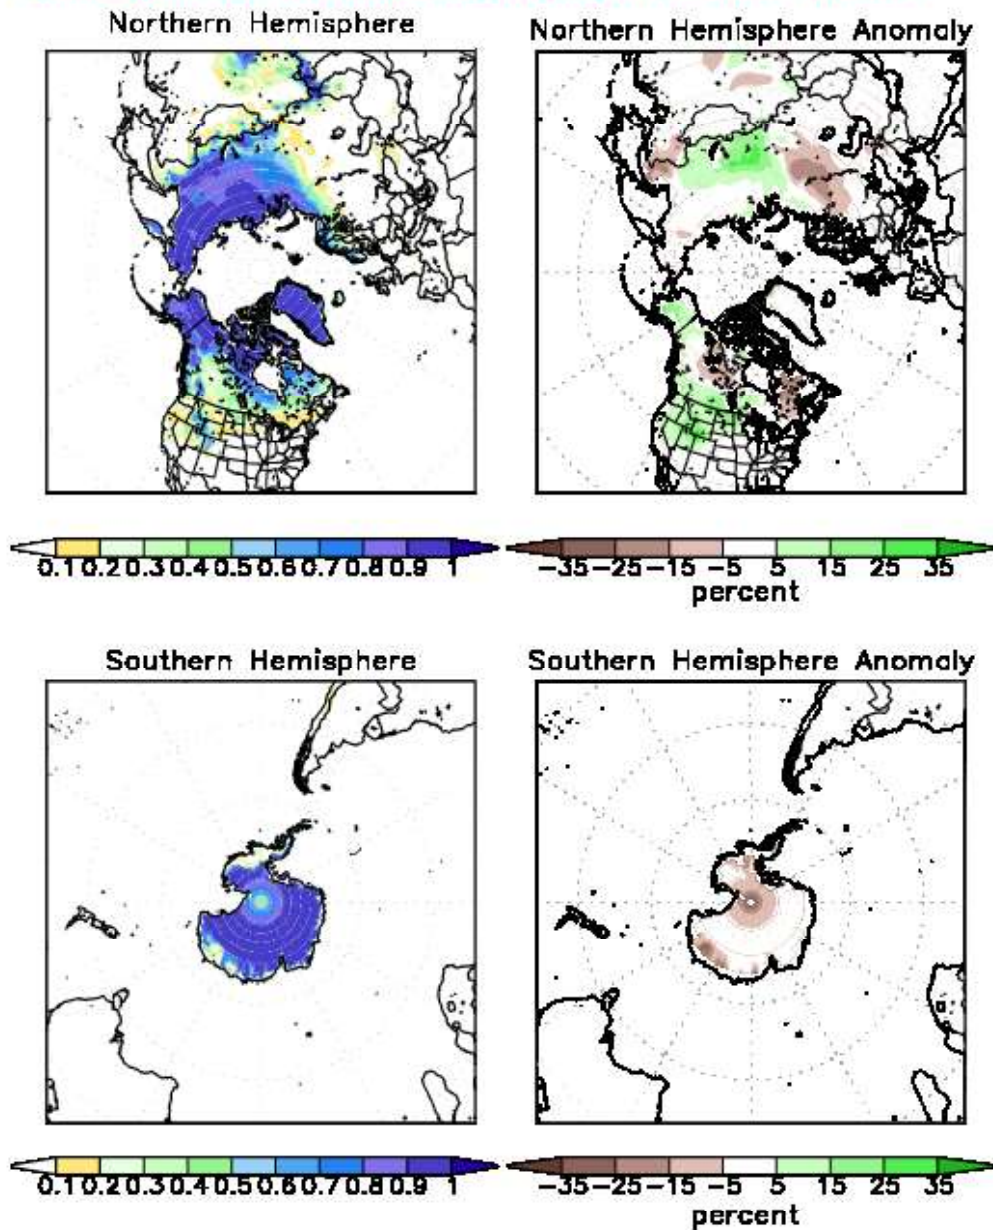 Northern Hemisphere
Northern Hemisphere Anomaly
0.1 0.2 0.3 0.4 0.5 0.6 0.7 0.8 0.9 1
-35 -25 -15 -5 5 15 25 35
percent
Southern Hemisphere
Southern Hemisphere Anomaly
0.1 0.2 0.3 0.4 0.5 0.6 0.7 0.8 0.9 1
-35 -25 -15 -5 5 15 25 35
percent